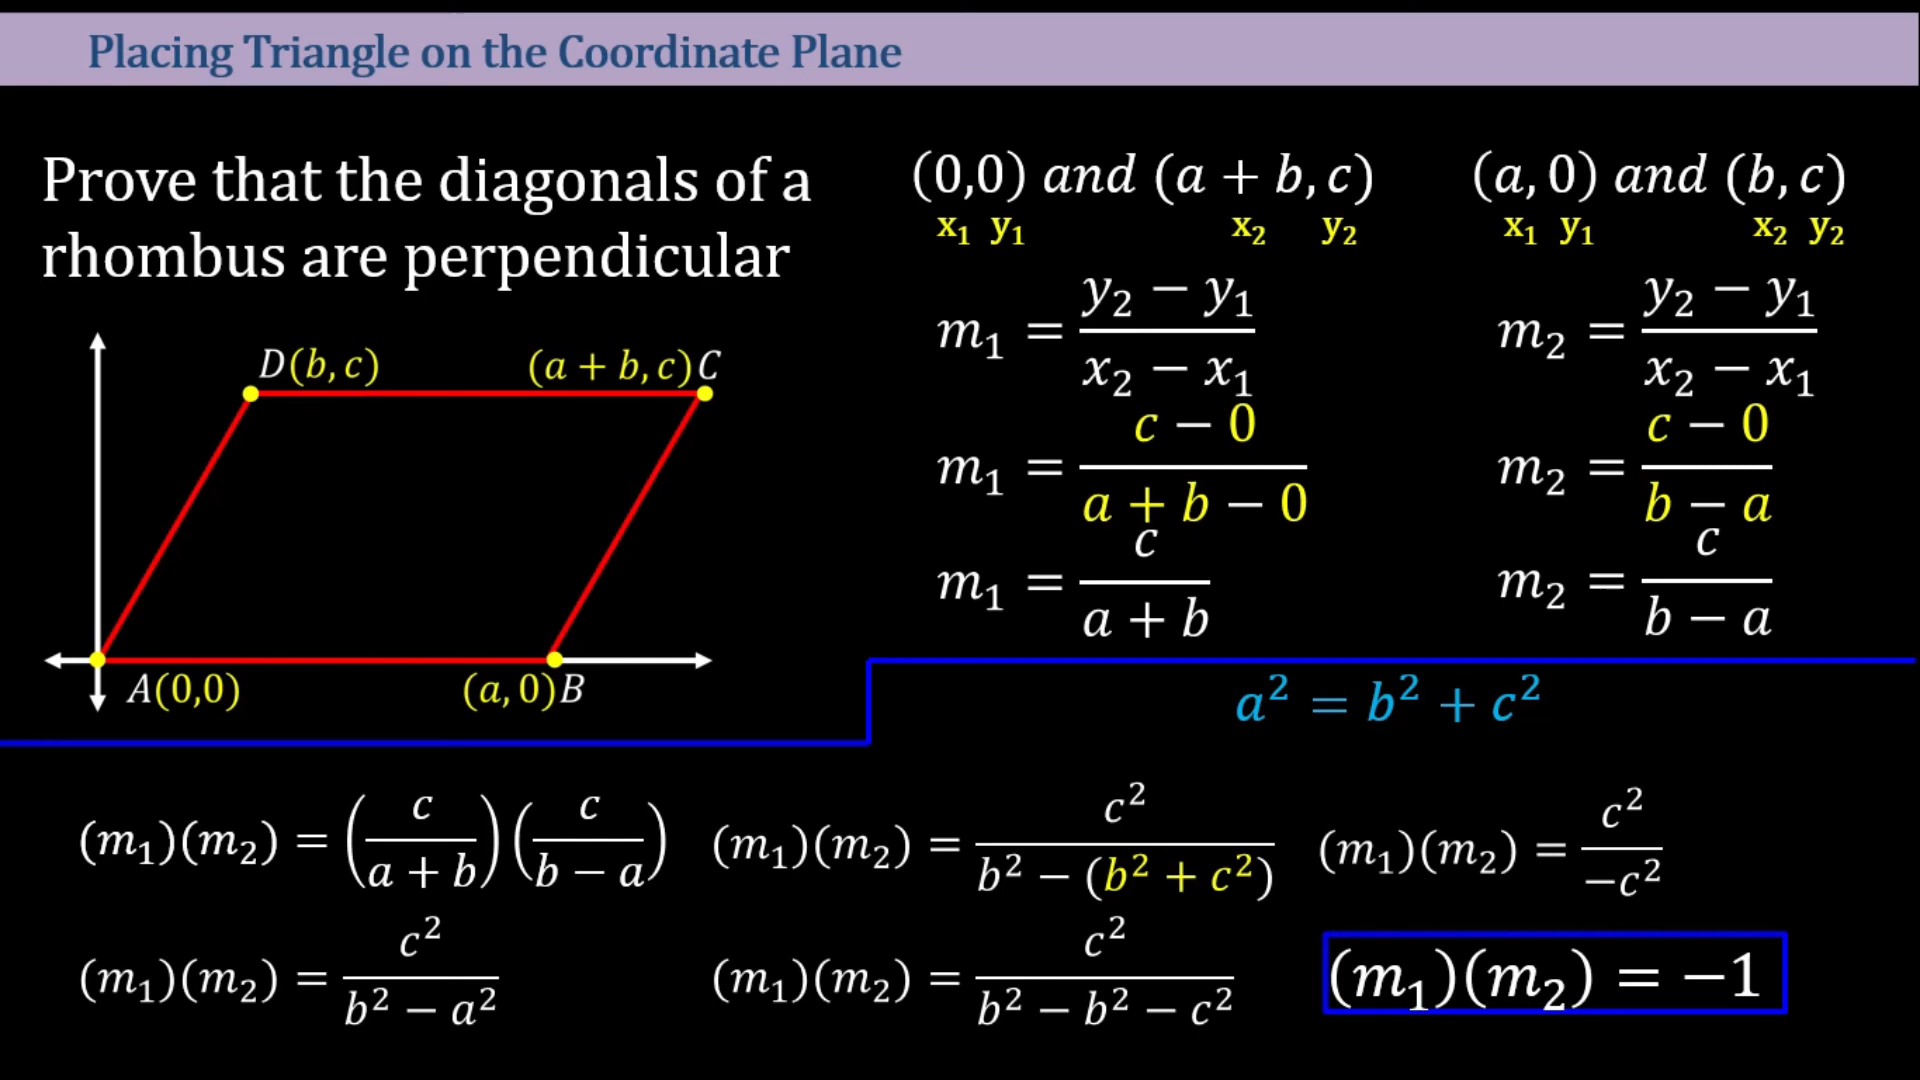 Placing Triangle on the Coordinate Plane
Prove that the diagonals of a
rhombus are perpendicular
D(b, c)
(a + b, c)C
A(0,0)
(a, 0)B
(0,0) and (a + b, c)
x₁ y₁ x₂ y₂
m₁ = (y₂ − y₁)/(x₂ − x₁)
m₁ = (c − 0)/(a + b − 0)
m₁ = c/(a + b)
(a, 0) and (b, c)
x₁ y₁ x₂ y₂
m₂ = (y₂ − y₁)/(x₂ − x₁)
m₂ = (c − 0)/(b − a)
m₂ = c/(b − a)
a² = b² + c²
(m₁)(m₂) = (c/(a + b))(c/(b − a))
(m₁)(m₂) = c²/(b² − a²)
(m₁)(m₂) = c²/(b² − (b² + c²))
(m₁)(m₂) = c²/(b² − b² − c²)
(m₁)(m₂) = c²/(−c²)
(m₁)(m₂) = −1